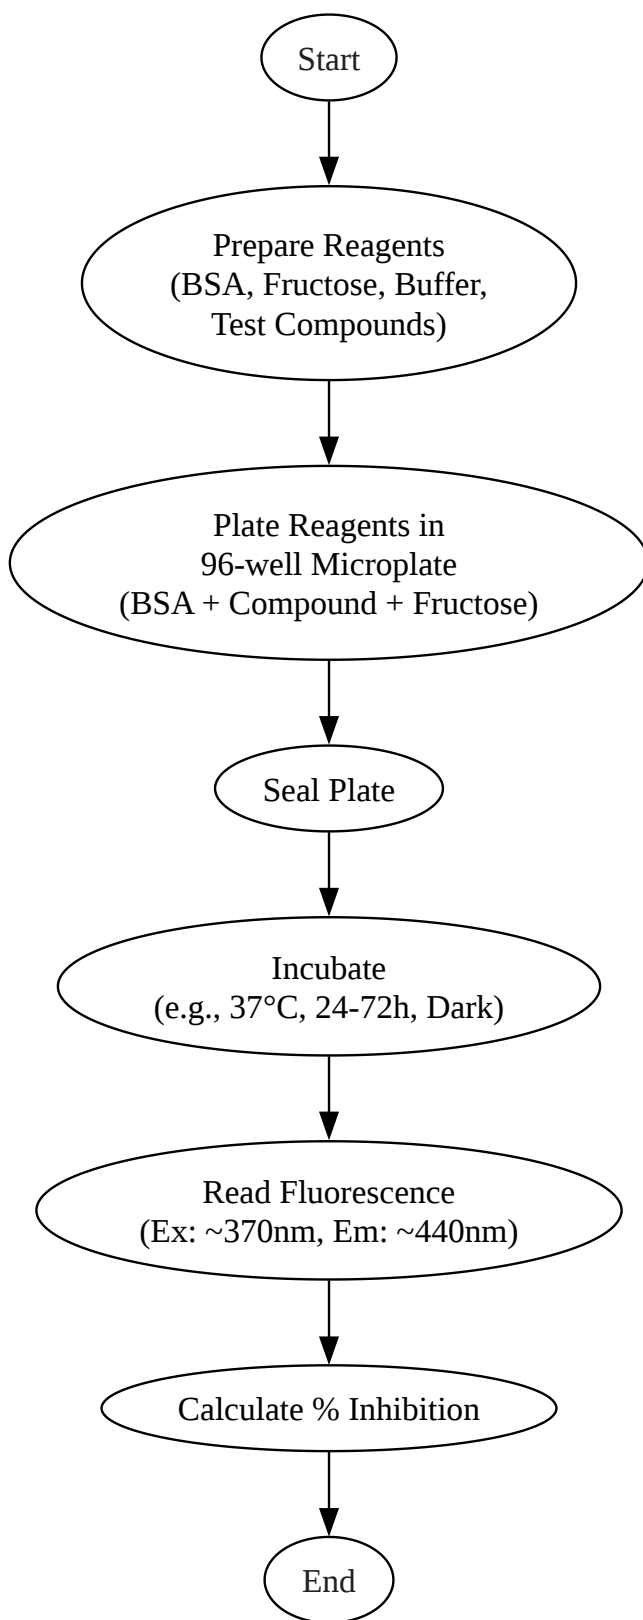 Start
Prepare Reagents
(BSA, Fructose, Buffer,
Test Compounds)
Plate Reagents in
96-well Microplate
(BSA + Compound + Fructose)
Seal Plate
Incubate
(e.g., 37°C, 24-72h, Dark)
Read Fluorescence
(Ex: ~370nm, Em: ~440nm)
Calculate % Inhibition
End